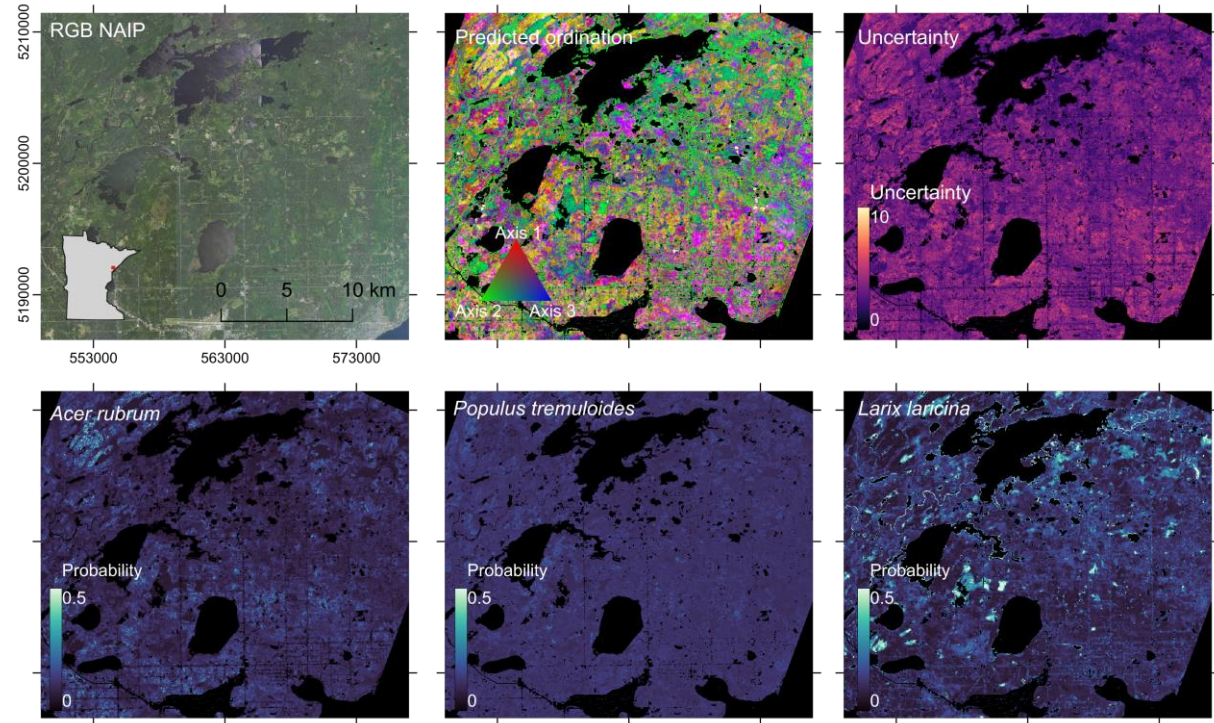 RGB NAIP
Predicted ordination
Uncertainty
5210000
5200000
5190000
0 5 10 km
553000 563000 573000
Axis 1
Axis 2 Axis 3
Uncertainty
10
0
Acer rubrum
Probability
0.5
0
Populus tremuloides
Probability
0.5
0
Larix laricina
Probability
0.5
0